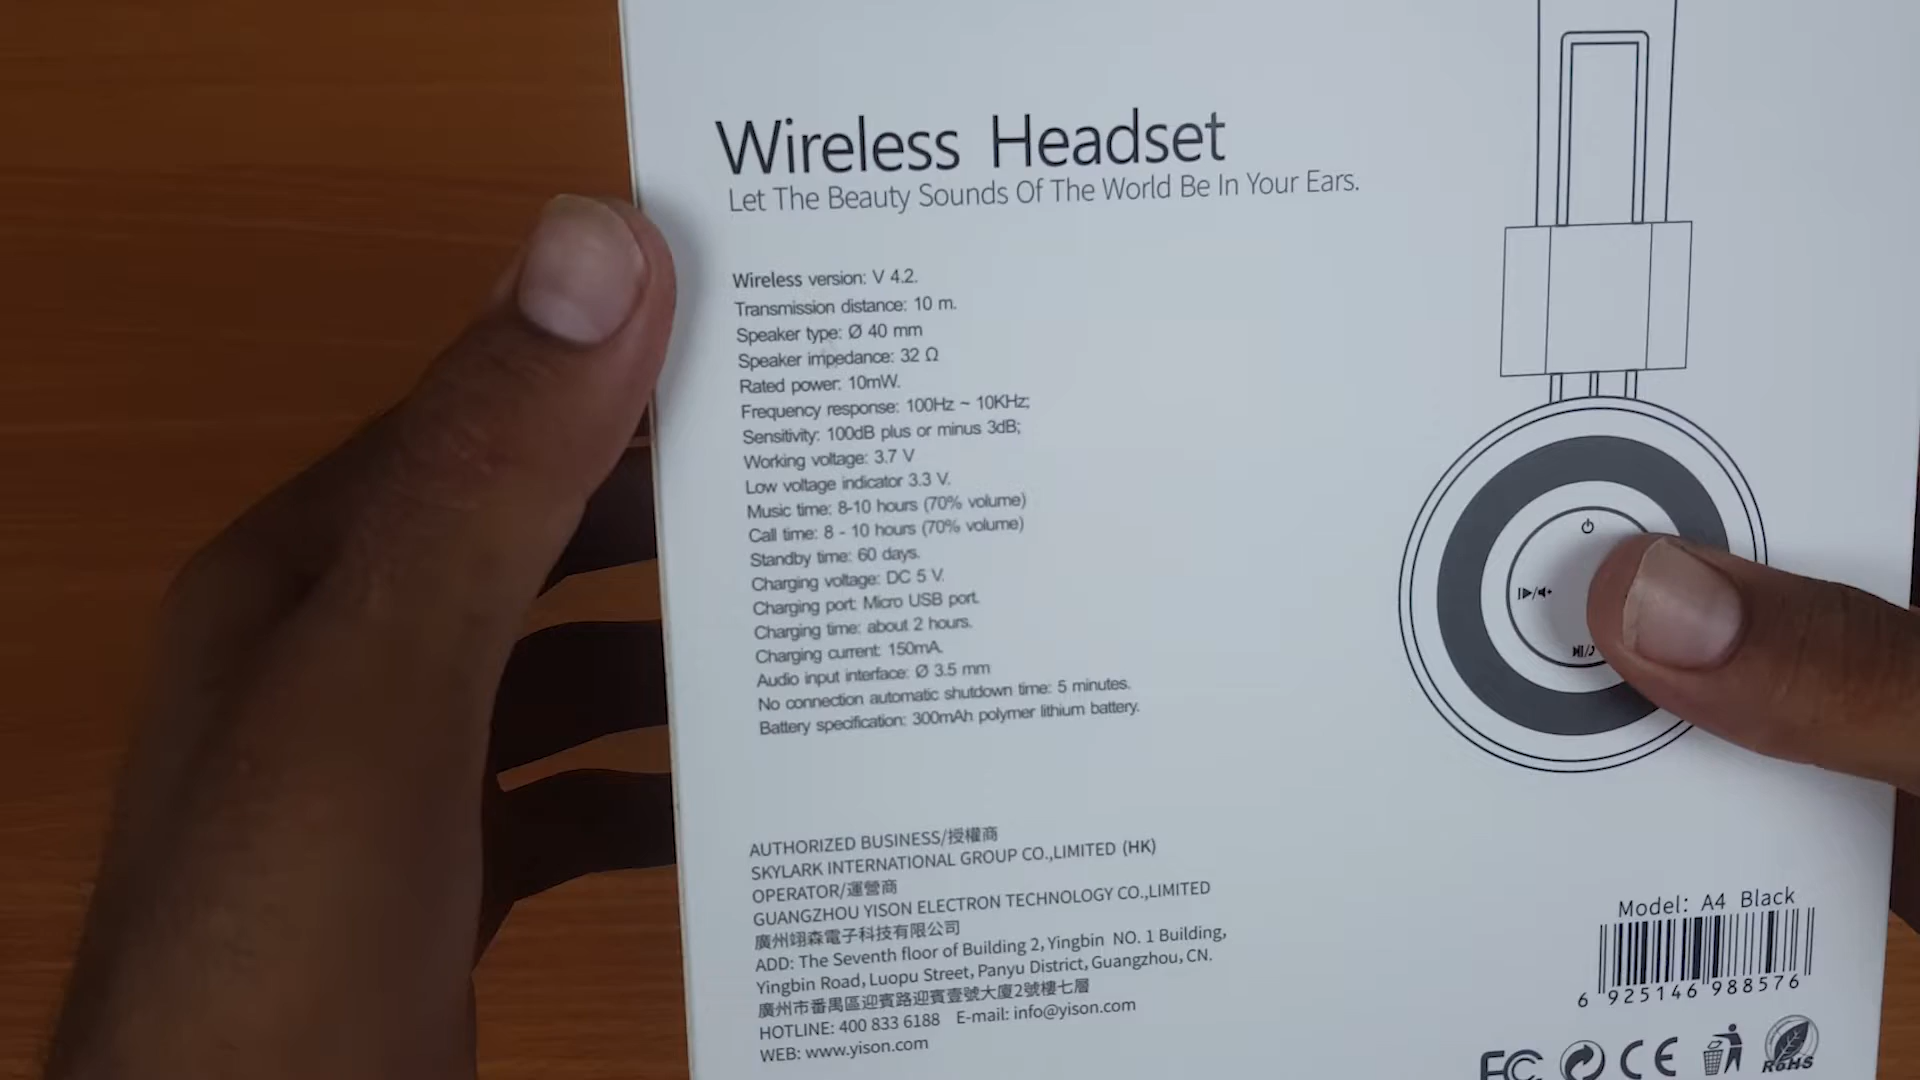 Wireless Headset
Let The Beauty Sounds Of The World Be In Your Ears.
Wireless version: V 4.2.
Transmission distance: 10 m.
Speaker type: Ø 40 mm
Speaker impedance: 32 Ω
Rated power: 10mW.
Frequency response: 100Hz ~ 10KHz;
Sensitivity: 100dB plus or minus 3dB;
Working voltage: 3.7 V
Low voltage indicator 3.3 V.
Music time: 8-10 hours (70% volume)
Call time: 8 - 10 hours (70% volume)
Standby time: 60 days.
Charging voltage: DC 5 V.
Charging port: Micro USB port.
Charging time: about 2 hours.
Charging current: 150mA.
Audio input interface: Ø 3.5 mm
No connection automatic shutdown time: 5 minutes.
Battery specification: 300mAh polymer lithium battery.
AUTHORIZED BUSINESS/授權商
SKYLARK INTERNATIONAL GROUP CO.,LIMITED (HK)
OPERATOR/運營商
GUANGZHOU YISON ELECTRON TECHNOLOGY CO.,LIMITED
廣州翊森電子科技有限公司
ADD: The Seventh floor of Building 2, Yingbin NO. 1 Building,
Yingbin Road, Luopu Street, Panyu District, Guangzhou, CN.
廣州市番禺區迎賓路迎賓壹號大廈2號樓七層
HOTLINE: 400 833 6188 E-mail: info@yison.com
WEB: www.yison.com
Model: A4 Black
6 925146 988576
FC CE RoHS